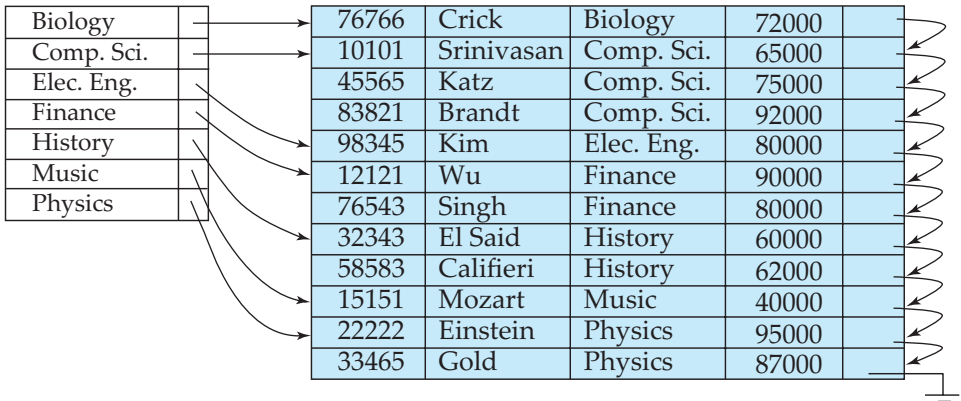 Biology
Comp. Sci.
Elec. Eng.
Finance
History
Music
Physics
76766 Crick Biology 72000
10101 Srinivasan Comp. Sci. 65000
45565 Katz Comp. Sci. 75000
83821 Brandt Comp. Sci. 92000
98345 Kim Elec. Eng. 80000
12121 Wu Finance 90000
76543 Singh Finance 80000
32343 El Said History 60000
58583 Califieri History 62000
15151 Mozart Music 40000
22222 Einstein Physics 95000
33465 Gold Physics 87000